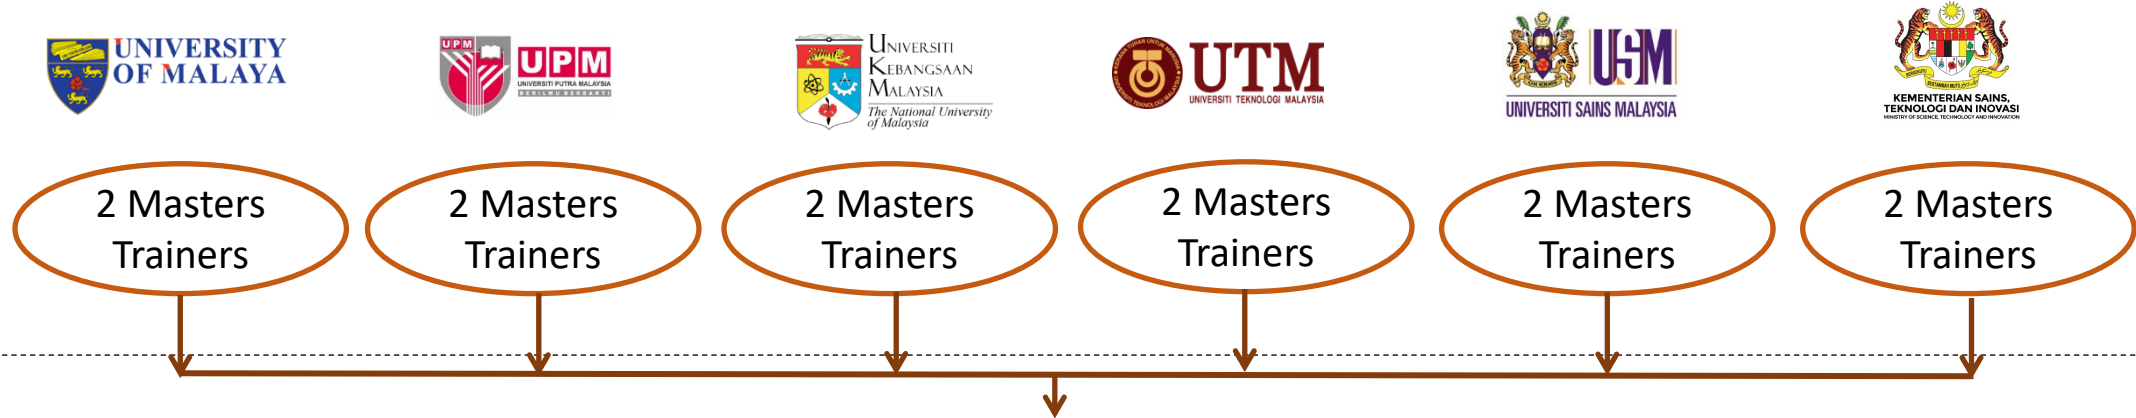 UNIVERSITY
OF MALAYA
UPM
UPM
UNIVERSITI PUTRA MALAYSIA
BERILMU BERBAKTI
UNIVERSITI
KEBANGSAAN
MALAYSIA
The National University
of Malaysia
UTM
UNIVERSITI TEKNOLOGI MALAYSIA
USM
UNIVERSITI SAINS MALAYSIA
KEMENTERIAN SAINS,
TEKNOLOGI DAN INOVASI
MINISTRY OF SCIENCE, TECHNOLOGY AND INNOVATION
2 Masters
Trainers
2 Masters
Trainers
2 Masters
Trainers
2 Masters
Trainers
2 Masters
Trainers
2 Masters
Trainers